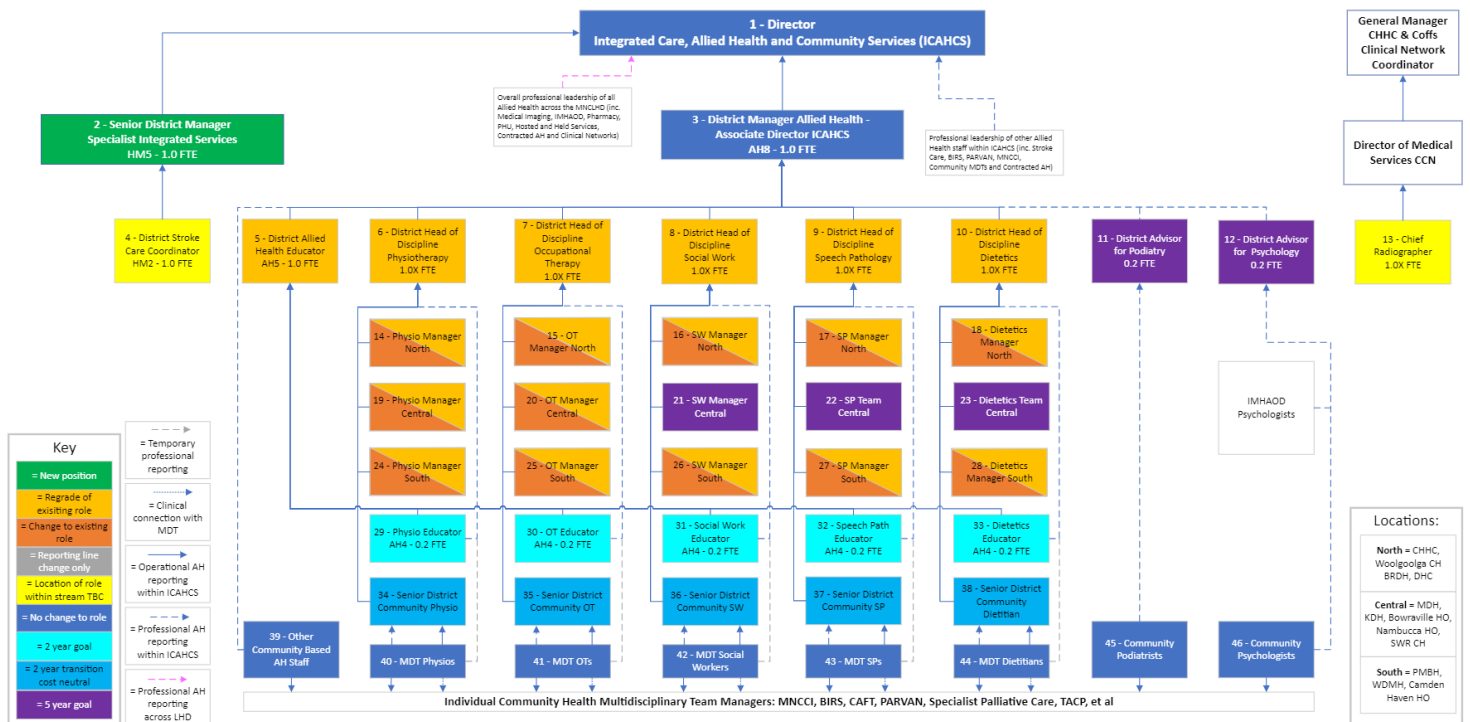 1 - Director
Integrated Care, Allied Health and Community Services (ICAHCS)
General Manager
CHHC & Coffs
Clinical Network
Coordinator
Overall professional leadership of all
Allied Health across the MNCLHD (inc.
Medical Imaging, IMHAOD, Pharmacy,
PHU, Hosted and Held Services,
Contracted AH and Clinical Networks)
2 - Senior District Manager
Specialist Integrated Services
HM5 - 1.0 FTE
3 - District Manager Allied Health -
Associate Director ICAHCS
AH8 - 1.0 FTE
Professional leadership of other Allied
Health staff within ICAHCS (inc. Stroke
Care, BIRS, PARVAN, MNCCI,
Community MDTs and Contracted AH)
Director of Medical
Services CCN
4 - District Stroke
Care Coordinator
HM2 - 1.0 FTE
5 - District Allied
Health Educator
AH5 - 1.0 FTE
6 - District Head of
Discipline
Physiotherapy
1.0X FTE
7 - District Head of
Discipline
Occupational
Therapy
1.0X FTE
8 - District Head of
Discipline
Social Work
1.0X FTE
9 - District Head of
Discipline
Speech Pathology
1.0X FTE
10 - District Head of
Discipline
Dietetics
1.0X FTE
11 - District Advisor
for Podiatry
0.2 FTE
12 - District Advisor
for Psychology
0.2 FTE
13 - Chief
Radiographer
1.0X FTE
14 - Physio Manager
North
15 - OT
Manager North
16 - SW Manager
North
17 - SP Manager
North
18 - Dietetics
Manager
North
19 - Physio Manager
Central
20 - OT Manager
Central
21 - SW Manager
Central
22 - SP Team
Central
23 - Dietetics Team
Central
IMHAOD
Psychologists
24 - Physio Manager
South
25 - OT Manager
South
26 - SW Manager
South
27 - SP Manager
South
28 - Dietetics
Manager South
29 - Physio Educator
AH4 - 0.2 FTE
30 - OT Educator
AH4 - 0.2 FTE
31 - Social Work
Educator
AH4 - 0.2 FTE
32 - Speech Path
Educator
AH4 - 0.2 FTE
33 - Dietetics
Educator
AH4 - 0.2 FTE
34 - Senior District
Community Physio
35 - Senior District
Community OT
36 - Senior District
Community SW
37 - Senior District
Community SP
38 - Senior District
Community
Dietitian
39 - Other
Community Based
AH Staff
40 - MDT Physios
41 - MDT OTs
42 - MDT Social
Workers
43 - MDT SPs
44 - MDT Dietitians
45 - Community
Podiatrists
46 - Community
Psychologists
Individual Community Health Multidisciplinary Team Managers: MNCCI, BIRS, CAFT, PARVAN, Specialist Palliative Care, TACP, et al
Key
= New position
= Regrade of
exisiting role
= Change to existing
role
= Reporting line
change only
= Location of role
within stream TBC
= No change to role
= 2 year goal
= 2 year transition
cost neutral
= 5 year goal
= Temporary
professional
reporting
= Clinical
connection with
MDT
= Operational AH
reporting
within ICAHCS
= Professional AH
reporting
within ICAHCS
= Professional AH
reporting
across LHD
Locations:
North = CHHC,
Woolgoolga CH
BRDH, DHC
Central = MDH,
KDH, Bowraville HO,
Nambucca HO,
SWR CH
South = PMBH,
WDMH, Camden
Haven HO